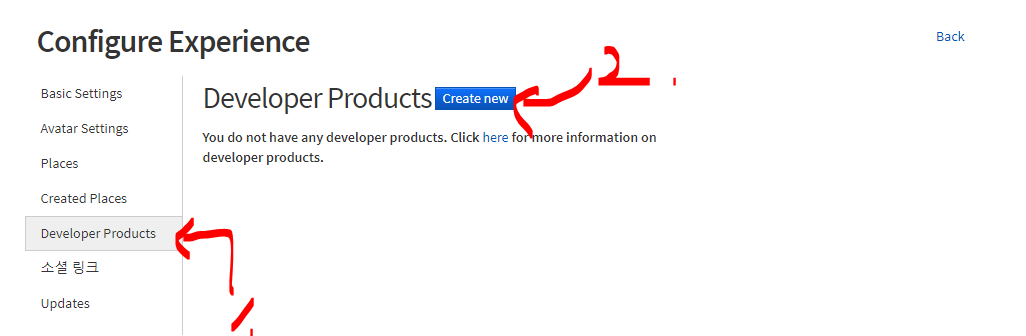 Configure Experience
Back
Basic Settings
Avatar Settings
Places
Created Places
Developer Products
소셜 링크
Updates
Developer Products Create new
You do not have any developer products. Click here for more information on
developer products.
2.
1.